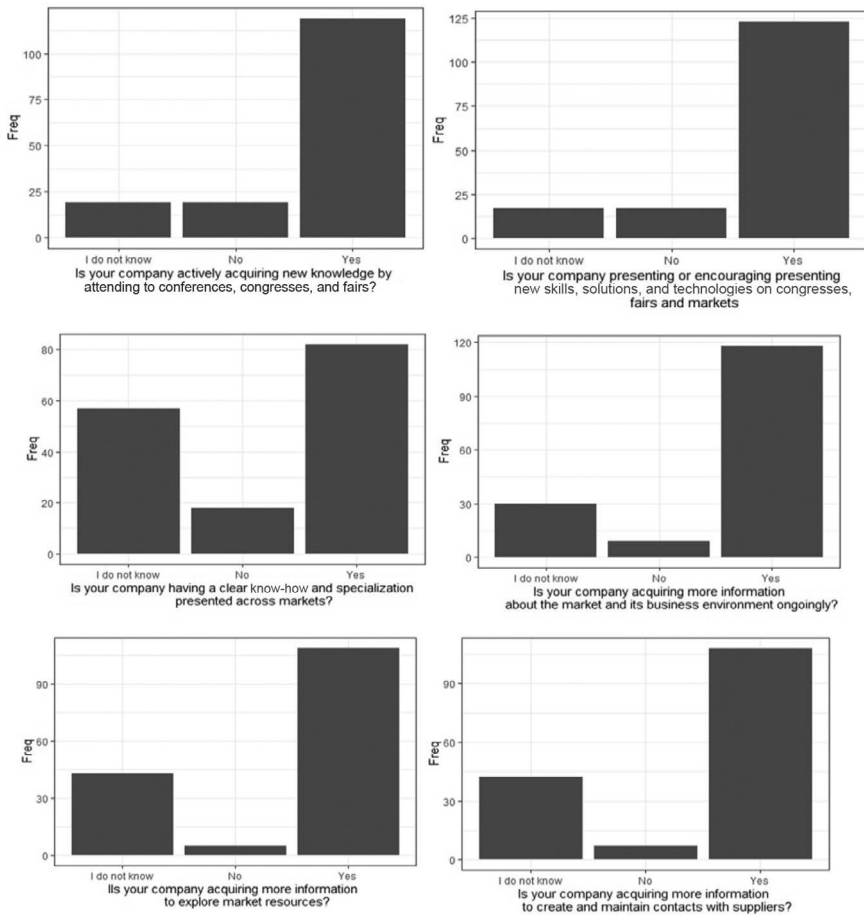 100
75
50
25
0
Freq
I do not know No Yes
Is your company actively acquiring new knowledge by
attending to conferences, congresses, and fairs?
125
100
75
50
25
0
Freq
I do not know No Yes
Is your company presenting or encouraging presenting
new skills, solutions, and technologies on congresses,
fairs and markets
80
60
40
20
0
Freq
I do not know No Yes
Is your company having a clear know-how and specialization
presented across markets?
120
90
60
30
0
Freq
I do not know No Yes
Is your company acquiring more information
about the market and its business environment ongoingly?
90
60
30
0
Freq
I do not know No Yes
IIs your company acquiring more information
to explore market resources?
90
60
30
0
Freq
I do not know No Yes
Is your company acquiring more information
to create and maintain contacts with suppliers?